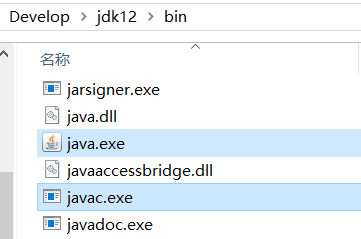 Develop › jdk12 › bin
名称
jarsigner.exe
java.dll
java.exe
javaaccessbridge.dll
javac.exe
javadoc.exe